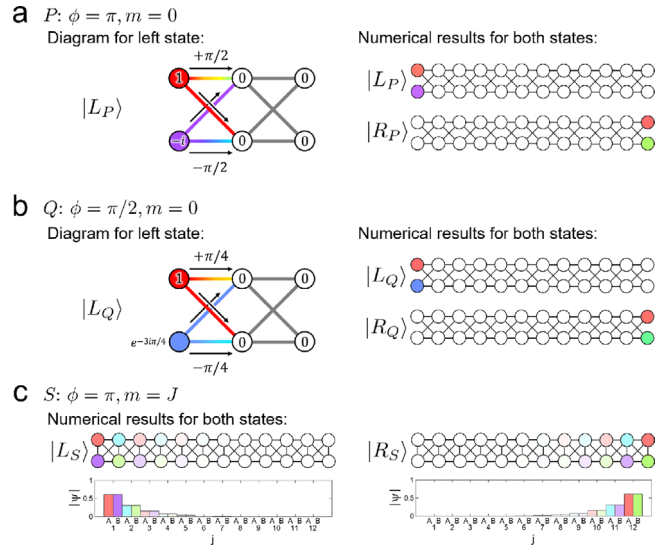 a P: ϕ = π, m = 0
Diagram for left state:
Numerical results for both states:
+π/2
1 0 0
|L_P⟩
-i 0 0
−π/2
|L_P⟩
|R_P⟩
b Q: ϕ = π/2, m = 0
Diagram for left state:
Numerical results for both states:
+π/4
1 0 0
|L_Q⟩
e^{-3iπ/4} 0 0
−π/4
|L_Q⟩
|R_Q⟩
c S: ϕ = π, m = J
Numerical results for both states:
|L_S⟩
|R_S⟩
|ψ|
1
0.5
0
A B A B A B A B A B A B A B A B A B A B A B A B
1 2 3 4 5 6 7 8 9 10 11 12
j
|ψ|
1
0.5
0
A B A B A B A B A B A B A B A B A B A B A B A B
1 2 3 4 5 6 7 8 9 10 11 12
j